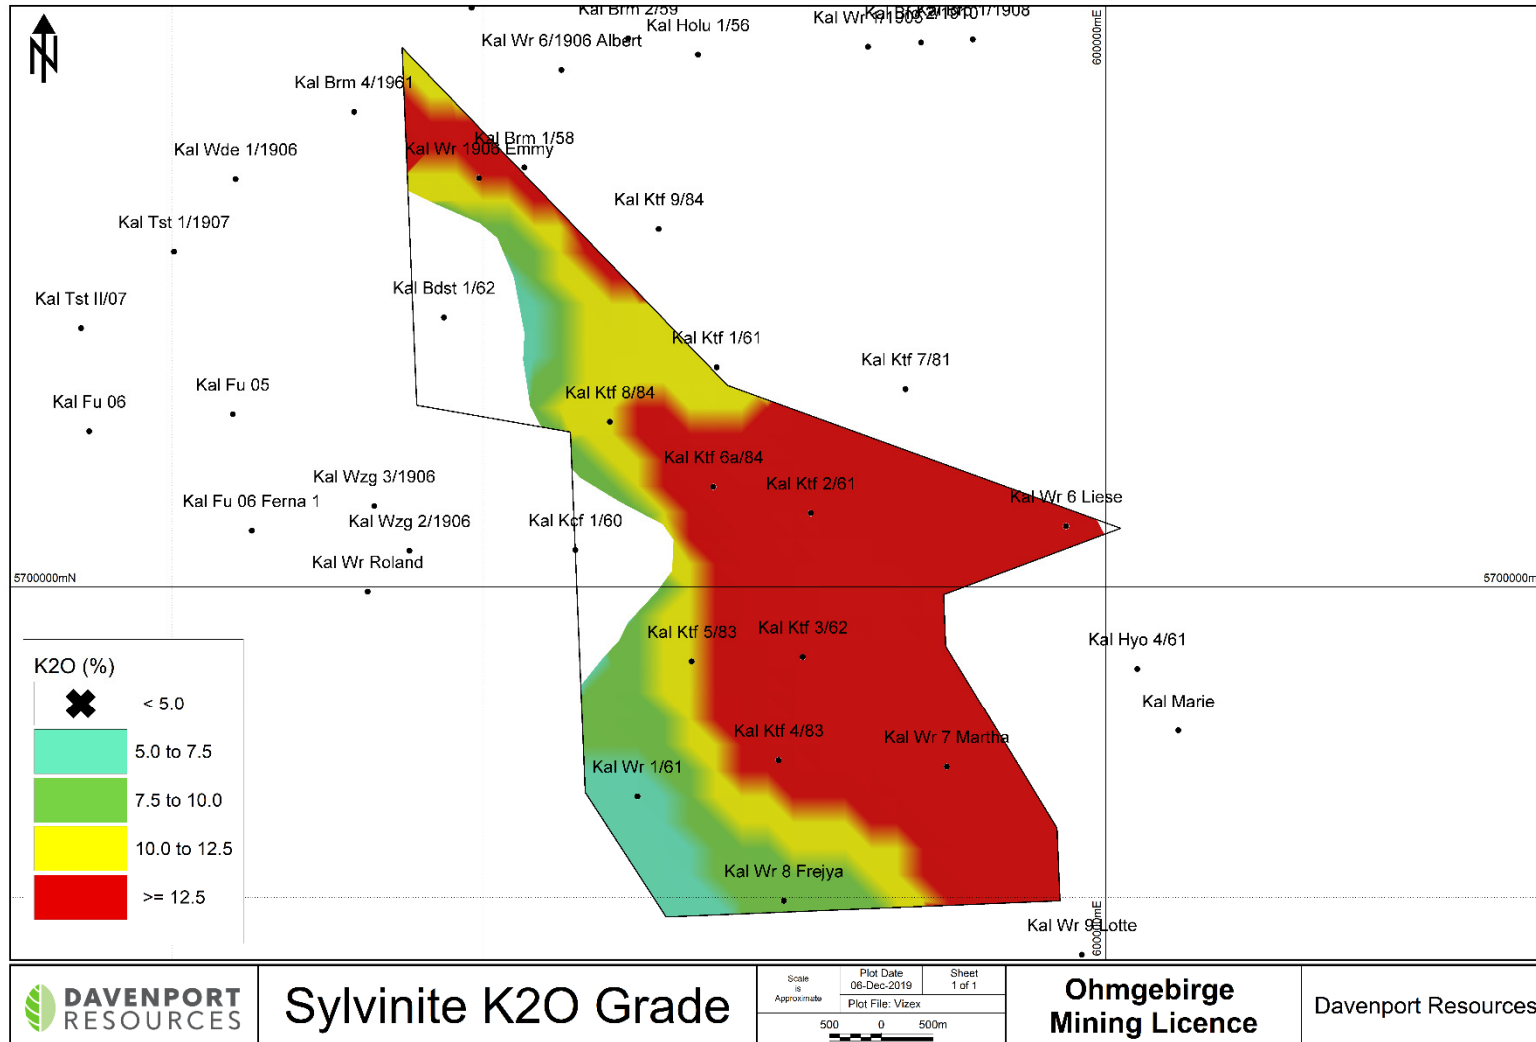 Kal Brm 2/59
Kal Holu 1/56
Kal Wr 6/1906 Albert
Kal Brm 4/1961
Kal Brm 1/58
Kal Wr 1906 Emmy
Kal Wde 1/1906
Kal Ktf 9/84
Kal Tst 1/1907
Kal Tst II/07
Kal Bdst 1/62
Kal Ktf 1/61
Kal Ktf 7/81
Kal Fu 05
Kal Fu 06
Kal Ktf 8/84
Kal Ktf 6a/84
Kal Ktf 2/61
Kal Wzg 3/1906
Kal Wr 6 Liese
Kal Fu 06 Ferna 1
Kal Wzg 2/1906
Kal Kcf 1/60
Kal Wr Roland
600000mE
5700000mN
5700000m
Kal Ktf 5/83
Kal Ktf 3/62
Kal Hyo 4/61
Kal Marie
Kal Ktf 4/83
Kal Wr 7 Martha
Kal Wr 1/61
Kal Wr 8 Frejya
Kal Wr 9 Lotte
600000mE
K2O (%)
< 5.0
5.0 to 7.5
7.5 to 10.0
10.0 to 12.5
>= 12.5
DAVENPORT
RESOURCES
Sylvinite K2O Grade
Scale
is
Approximate
Plot Date
06-Dec-2019
Sheet
1 of 1
Plot File: Vizex
500 0 500m
Ohmgebirge
Mining Licence
Davenport Resources